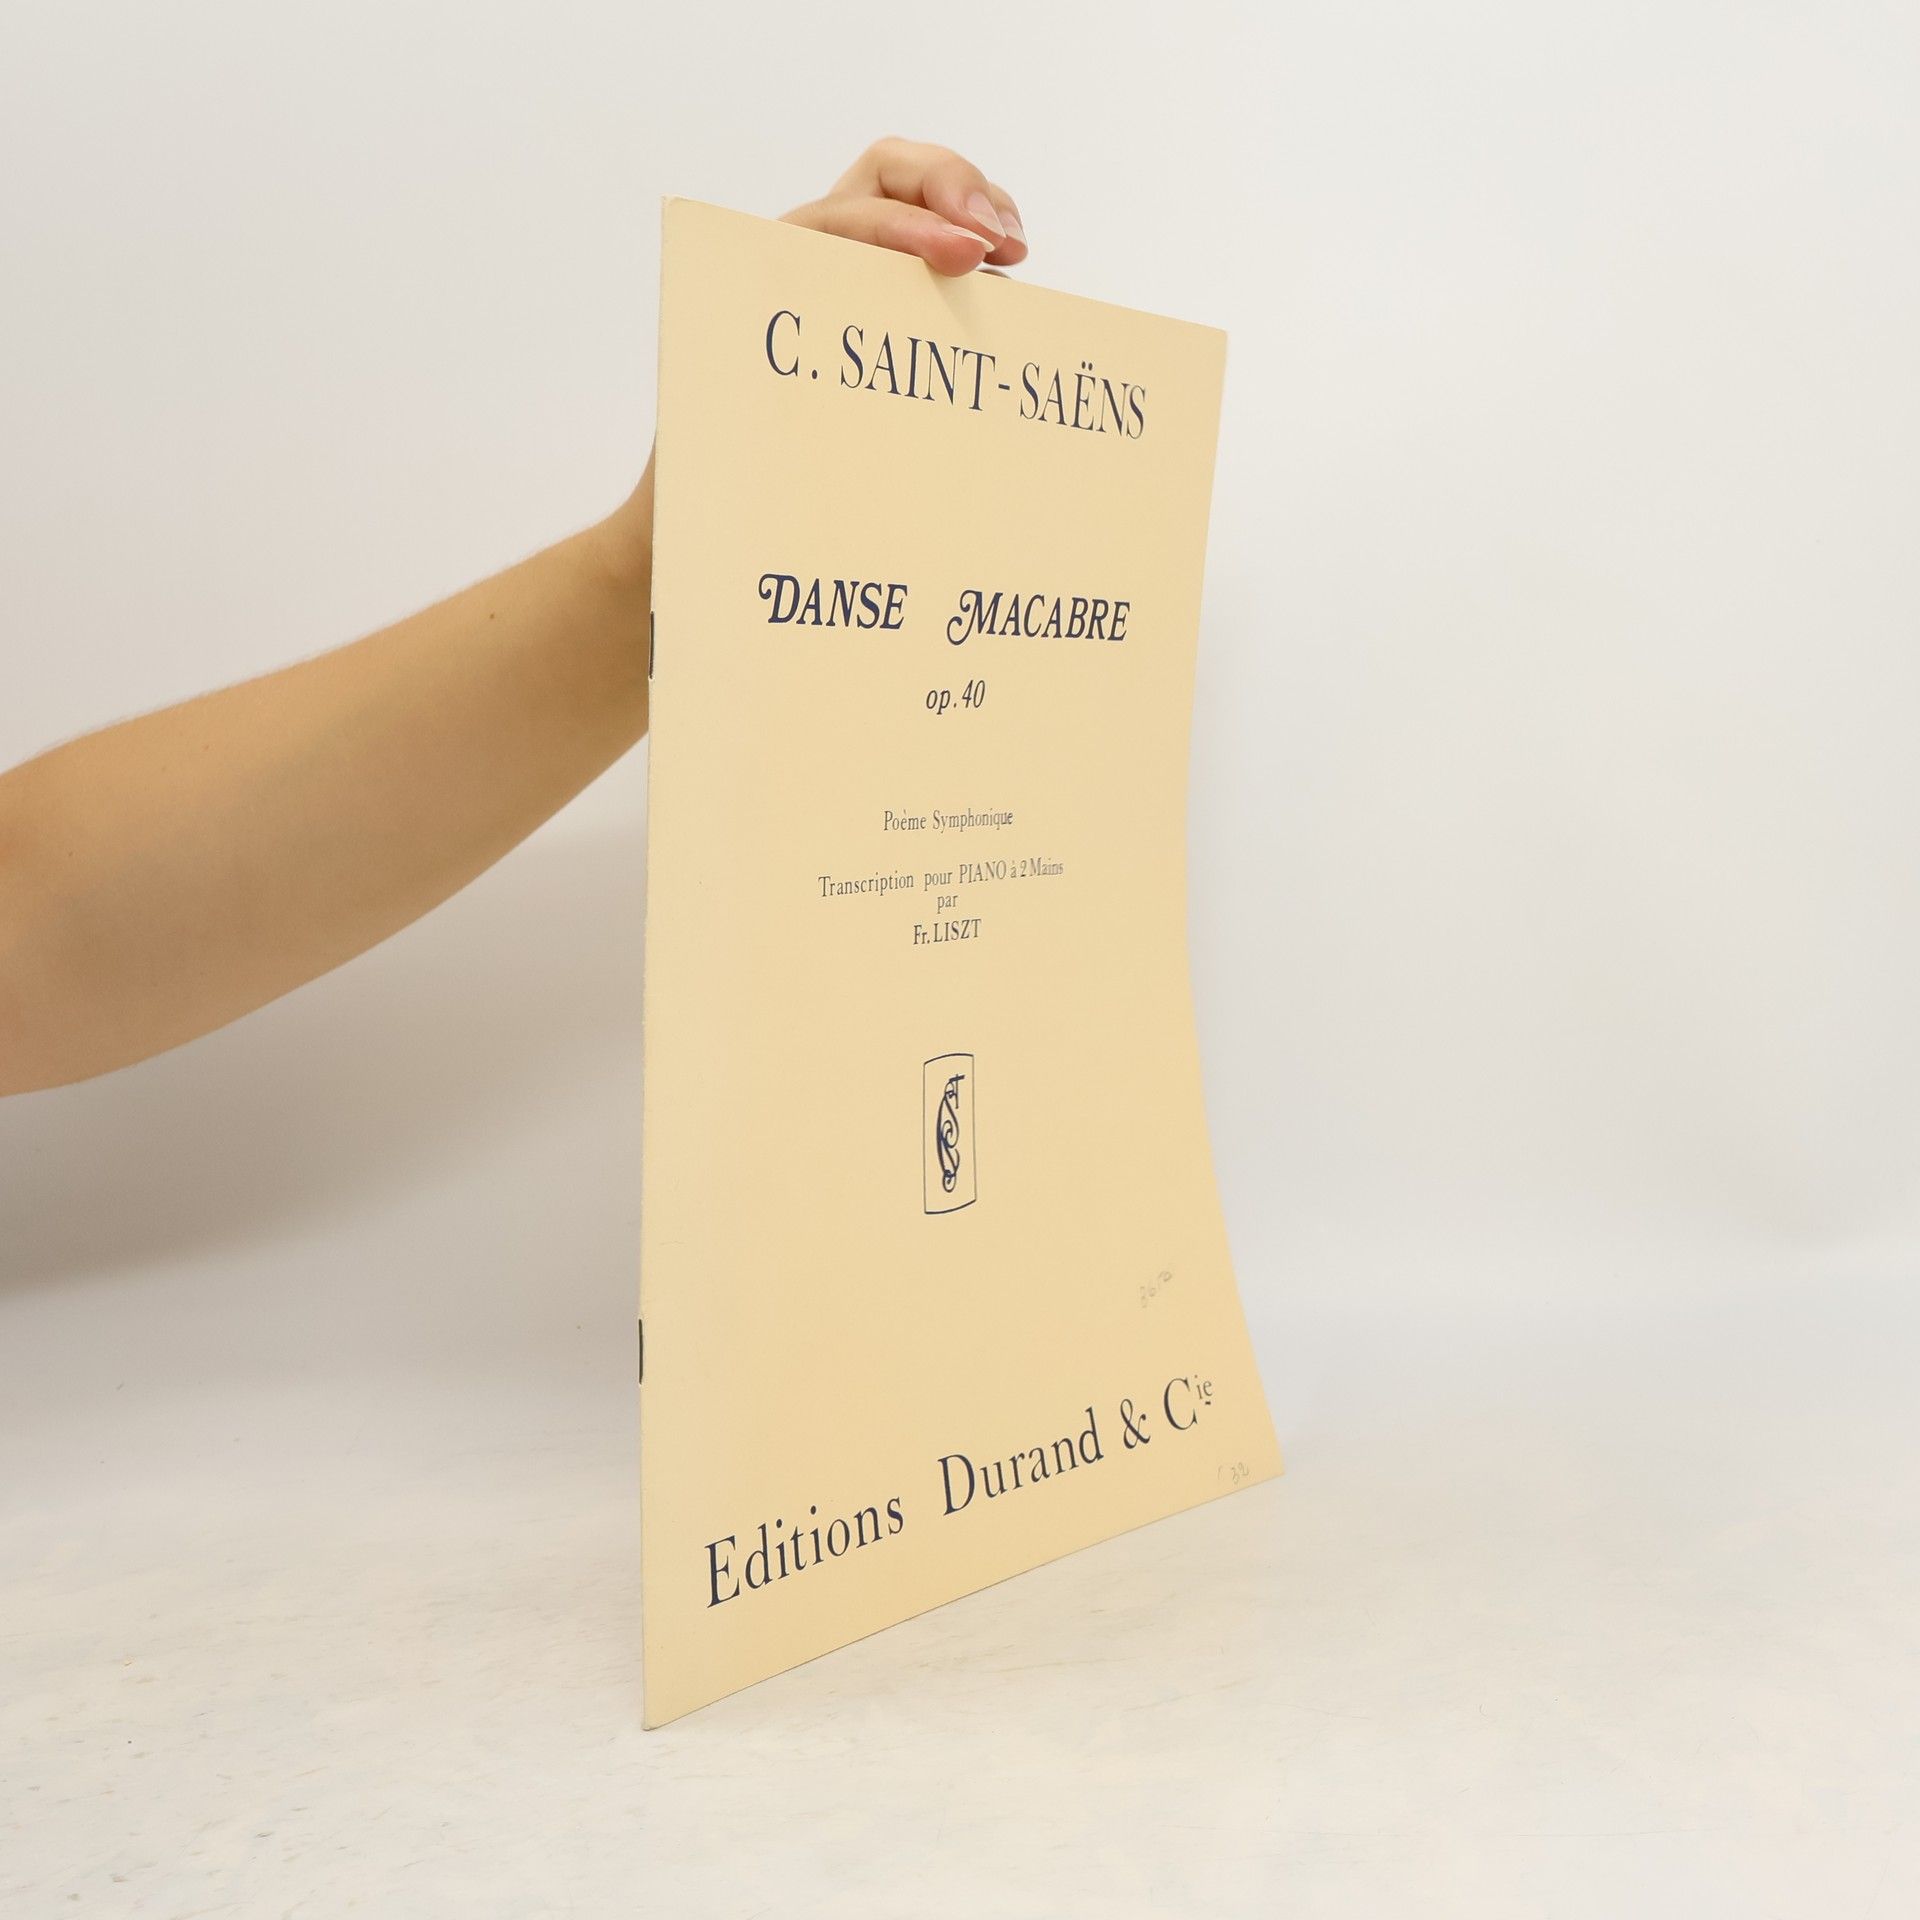 C. SAINT-SAËNS
DANSE MACABRE
op. 40
Poème Symphonique
Transcription pour PIANO à 2 Mains
par
Fr. LISZT
Editions Durand & Cie
32